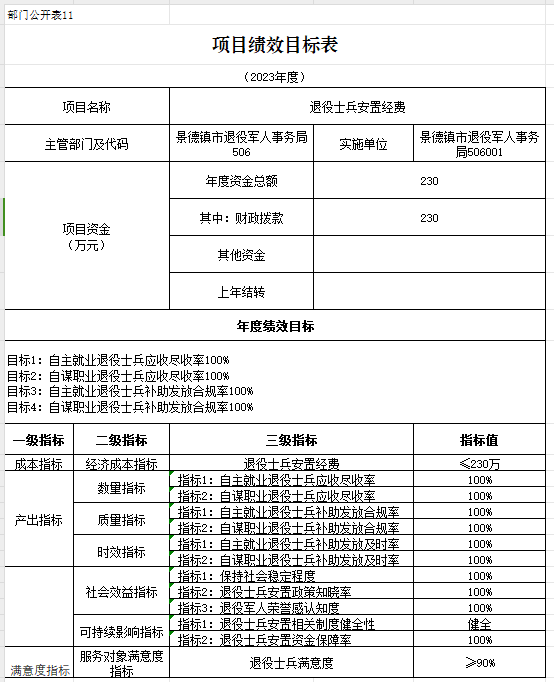 部门公开表11
项目绩效目标表
（2023年度）
项目名称 退役士兵安置经费
主管部门及代码 景德镇市退役军人事务局506 实施单位 景德镇市退役军人事务局506001
项目资金（万元） 年度资金总额 230
其中：财政拨款 230
其他资金
上年结转
年度绩效目标
目标1：自主就业退役士兵应收尽收率100%
目标2：自谋职业退役士兵应收尽收率100%
目标3：自主就业退役士兵补助发放合规率100%
目标4：自谋职业退役士兵补助发放合规率100%
一级指标 二级指标 三级指标 指标值
成本指标 经济成本指标 退役士兵安置经费 ≤230万
产出指标 数量指标 指标1：自主就业退役士兵应收尽收率 100%
指标2：自谋职业退役士兵应收尽收率 100%
质量指标 指标1：自主就业退役士兵补助发放合规率 100%
指标2：自谋职业退役士兵补助发放合规率 100%
时效指标 指标1：自主就业退役士兵补助发放及时率 100%
指标2：自谋职业退役士兵补助发放及时率 100%
社会效益指标 指标1：保持社会稳定程度 100%
指标2：退役士兵安置政策知晓率 100%
指标3：退役军人荣誉感认知度 100%
可持续影响指标 指标1：退役士兵安置相关制度健全性 健全
指标2：退役士兵安置资金保障率 100%
满意度指标 服务对象满意度指标 退役士兵满意度 ≥90%